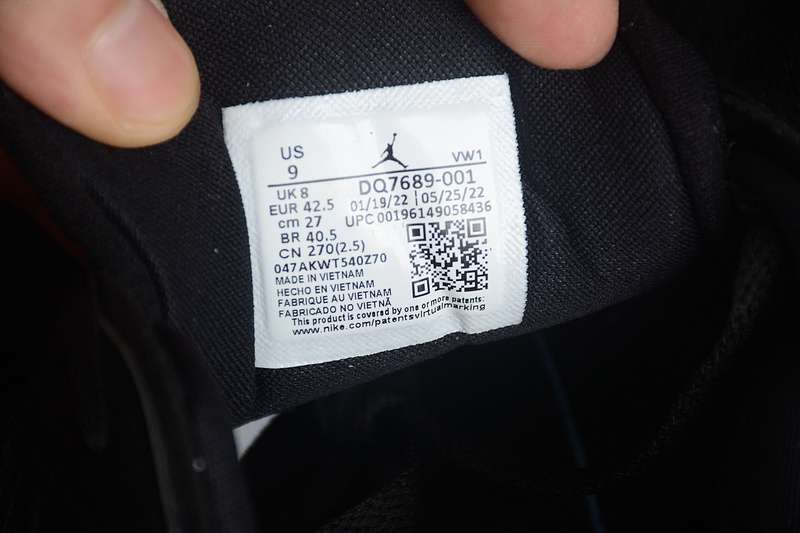 US
9
VW1
UK 8
DQ7689-001
EUR 42.5
01/19/22 | 05/25/22
cm 27
UPC 00196149058436
BR 40.5
CN 270(2.5)
047AKWT540Z70
MADE IN VIETNAM
HECHO EN VIETNAM
FABRIQUE AU VIETNAM
FABRICADO NO VIETNÃ
This product is covered by one or more patents:
www.nike.com/patentsvirtualmarking